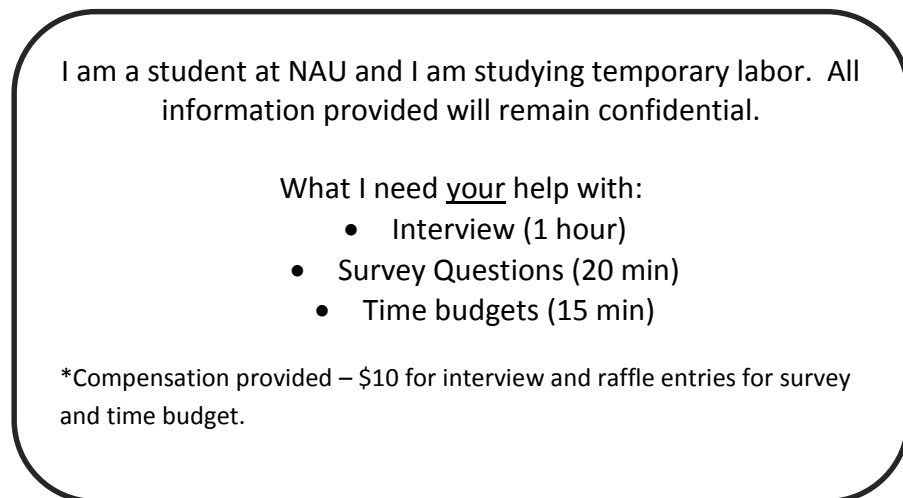 I am a student at NAU and I am studying temporary labor.  All
information provided will remain confidential.
What I need your help with:
• Interview (1 hour)
• Survey Questions (20 min)
• Time budgets (15 min)
*Compensation provided – $10 for interview and raffle entries for survey
and time budget.